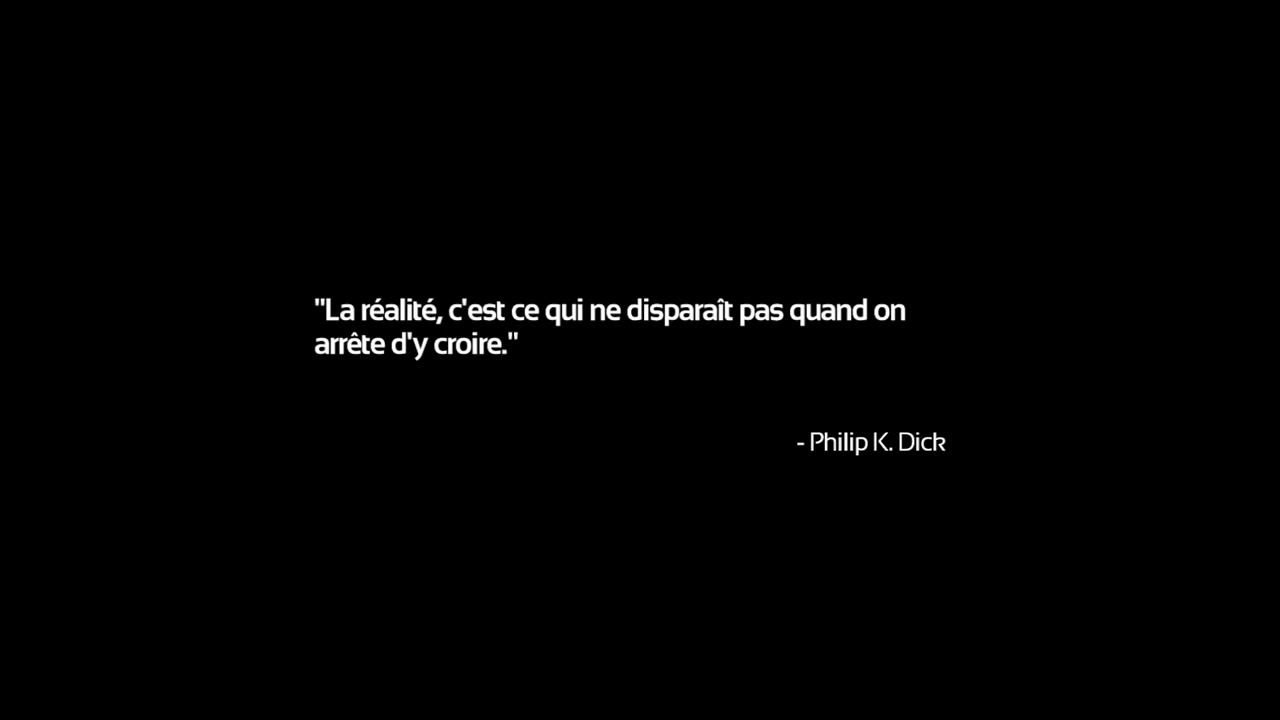 "La réalité, c'est ce qui ne disparaît pas quand on
arrête d'y croire."
- Philip K. Dick